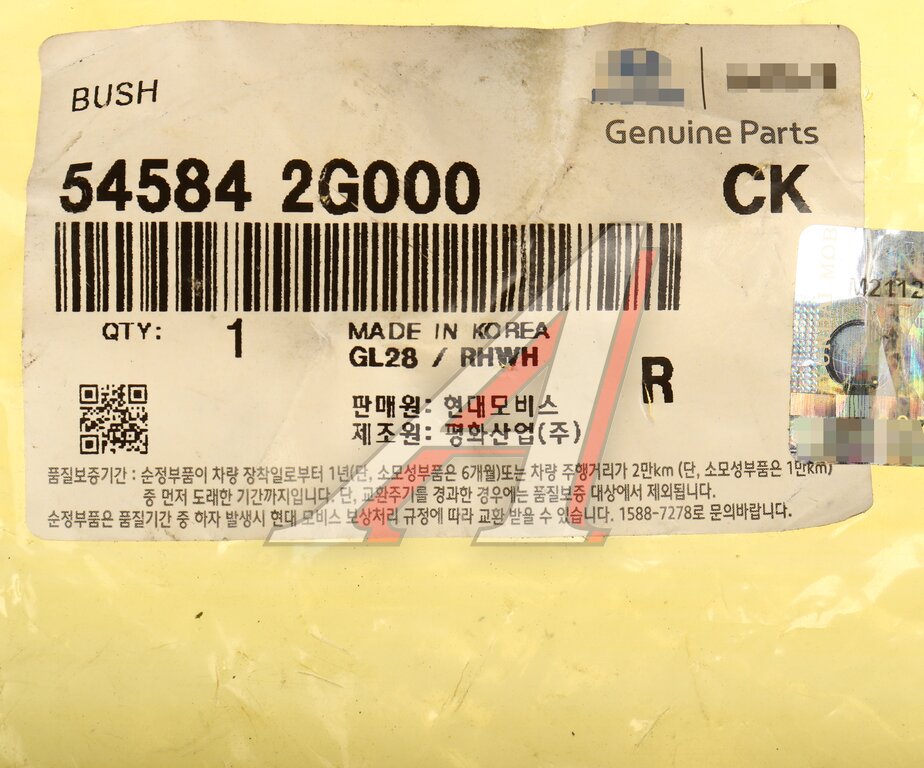 BUSH
Genuine Parts
54584 2G000 CK
QTY: 1
MADE IN KOREA
GL28 / RHWH
R
판매원: 현대모비스
제조원: 평화산업(주)
M2112
품질보증기간 : 순정부품이 차량 장착일로부터 1년(단, 소모성부품은 6개월)또는 차량 주행거리가 2만km (단, 소모성부품은 1만km)
중 먼저 도래한 기간까지입니다. 단, 교환주기를 경과한 경우에는 품질보증 대상에서 제외됩니다.
순정부품은 품질기간 중 하자 발생시 현대 모비스 보상처리 규정에 따라 교환 받을 수 있습니다. 1588-7278로 문의바랍니다.